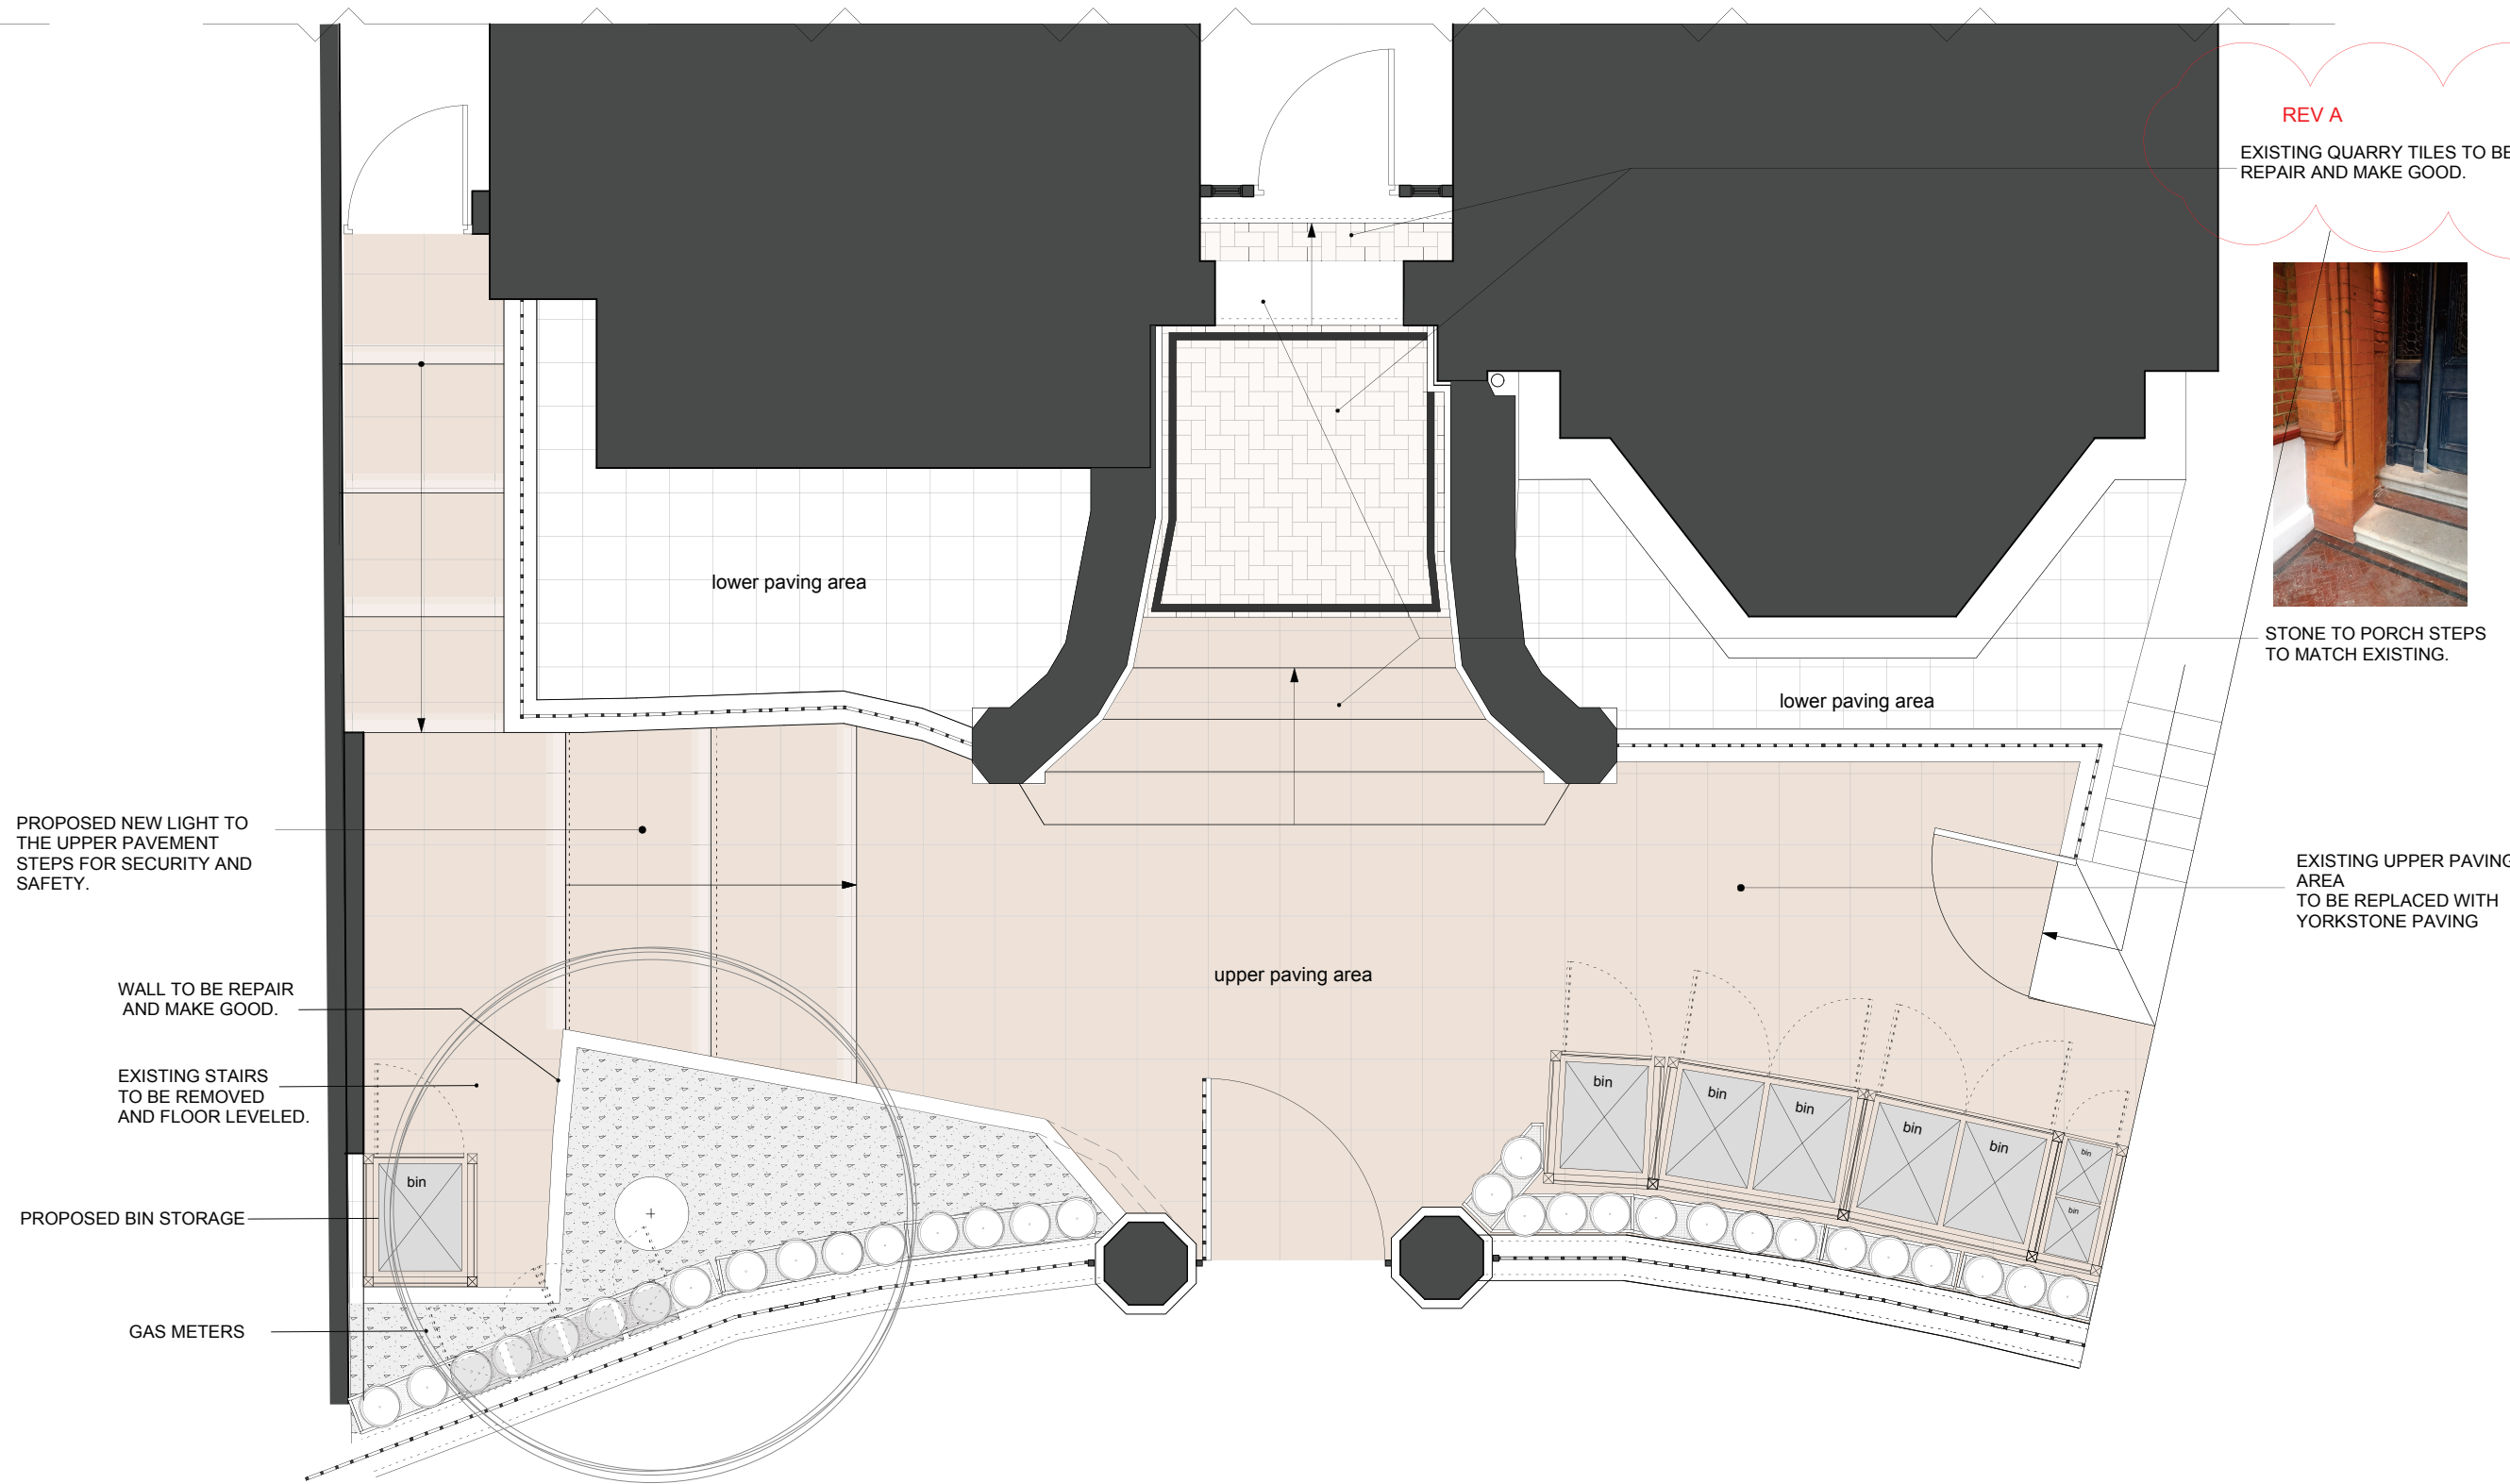 REV A
EXISTING QUARRY TILES TO BE
REPAIR AND MAKE GOOD.
lower paving area
STONE TO PORCH STEPS
TO MATCH EXISTING.
lower paving area
PROPOSED NEW LIGHT TO
THE UPPER PAVEMENT
STEPS FOR SECURITY AND
SAFETY.
EXISTING UPPER PAVING
AREA
TO BE REPLACED WITH
YORKSTONE PAVING
upper paving area
WALL TO BE REPAIR
AND MAKE GOOD.
EXISTING STAIRS
TO BE REMOVED
AND FLOOR LEVELED.
bin
bin
bin
bin
bin
bin
bin
bin
PROPOSED BIN STORAGE
GAS METERS